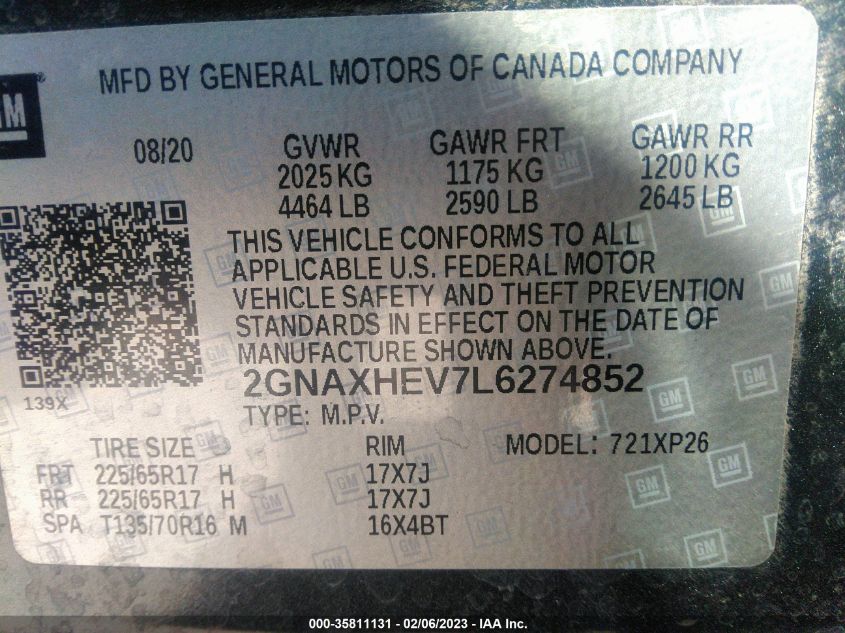 MFD BY GENERAL MOTORS OF CANADA COMPANY
GM ®
08/20 GVWR GAWR FRT GAWR RR
2025 KG 1175 KG 1200 KG
4464 LB 2590 LB 2645 LB
THIS VEHICLE CONFORMS TO ALL
APPLICABLE U.S. FEDERAL MOTOR
VEHICLE SAFETY AND THEFT PREVENTION
STANDARDS IN EFFECT ON THE DATE OF
MANUFACTURE SHOWN ABOVE.
2GNAXHEV7L6274852
139X
TYPE: M.P.V.
TIRE SIZE RIM MODEL: 721XP26
FRT 225/65R17 H 17X7J
RR 225/65R17 H 17X7J
SPA T135/70R16 M 16X4BT
000-35811131 - 02/06/2023 - IAA Inc.